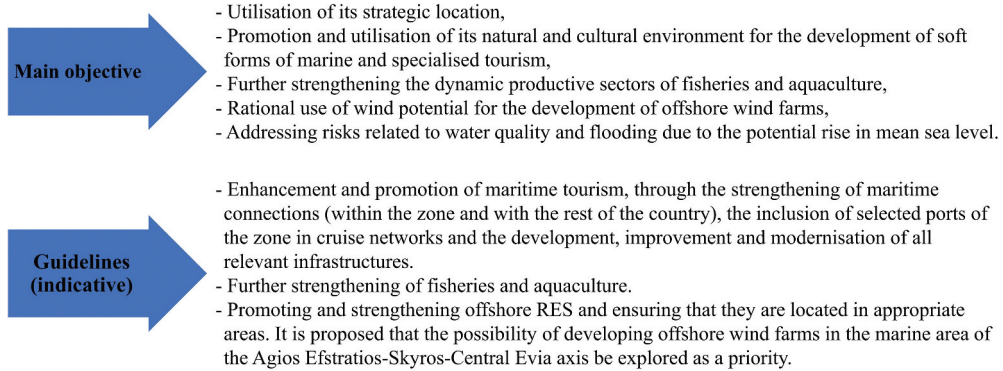 Main objective
- Utilisation of its strategic location,
- Promotion and utilisation of its natural and cultural environment for the development of soft
forms of marine and specialised tourism,
- Further strengthening the dynamic productive sectors of fisheries and aquaculture,
- Rational use of wind potential for the development of offshore wind farms,
- Addressing risks related to water quality and flooding due to the potential rise in mean sea level.
Guidelines
(indicative)
- Enhancement and promotion of maritime tourism, through the strengthening of maritime
connections (within the zone and with the rest of the country), the inclusion of selected ports of
the zone in cruise networks and the development, improvement and modernisation of all
relevant infrastructures.
- Further strengthening of fisheries and aquaculture.
- Promoting and strengthening offshore RES and ensuring that they are located in appropriate
areas. It is proposed that the possibility of developing offshore wind farms in the marine area of
the Agios Efstratios-Skyros-Central Evia axis be explored as a priority.